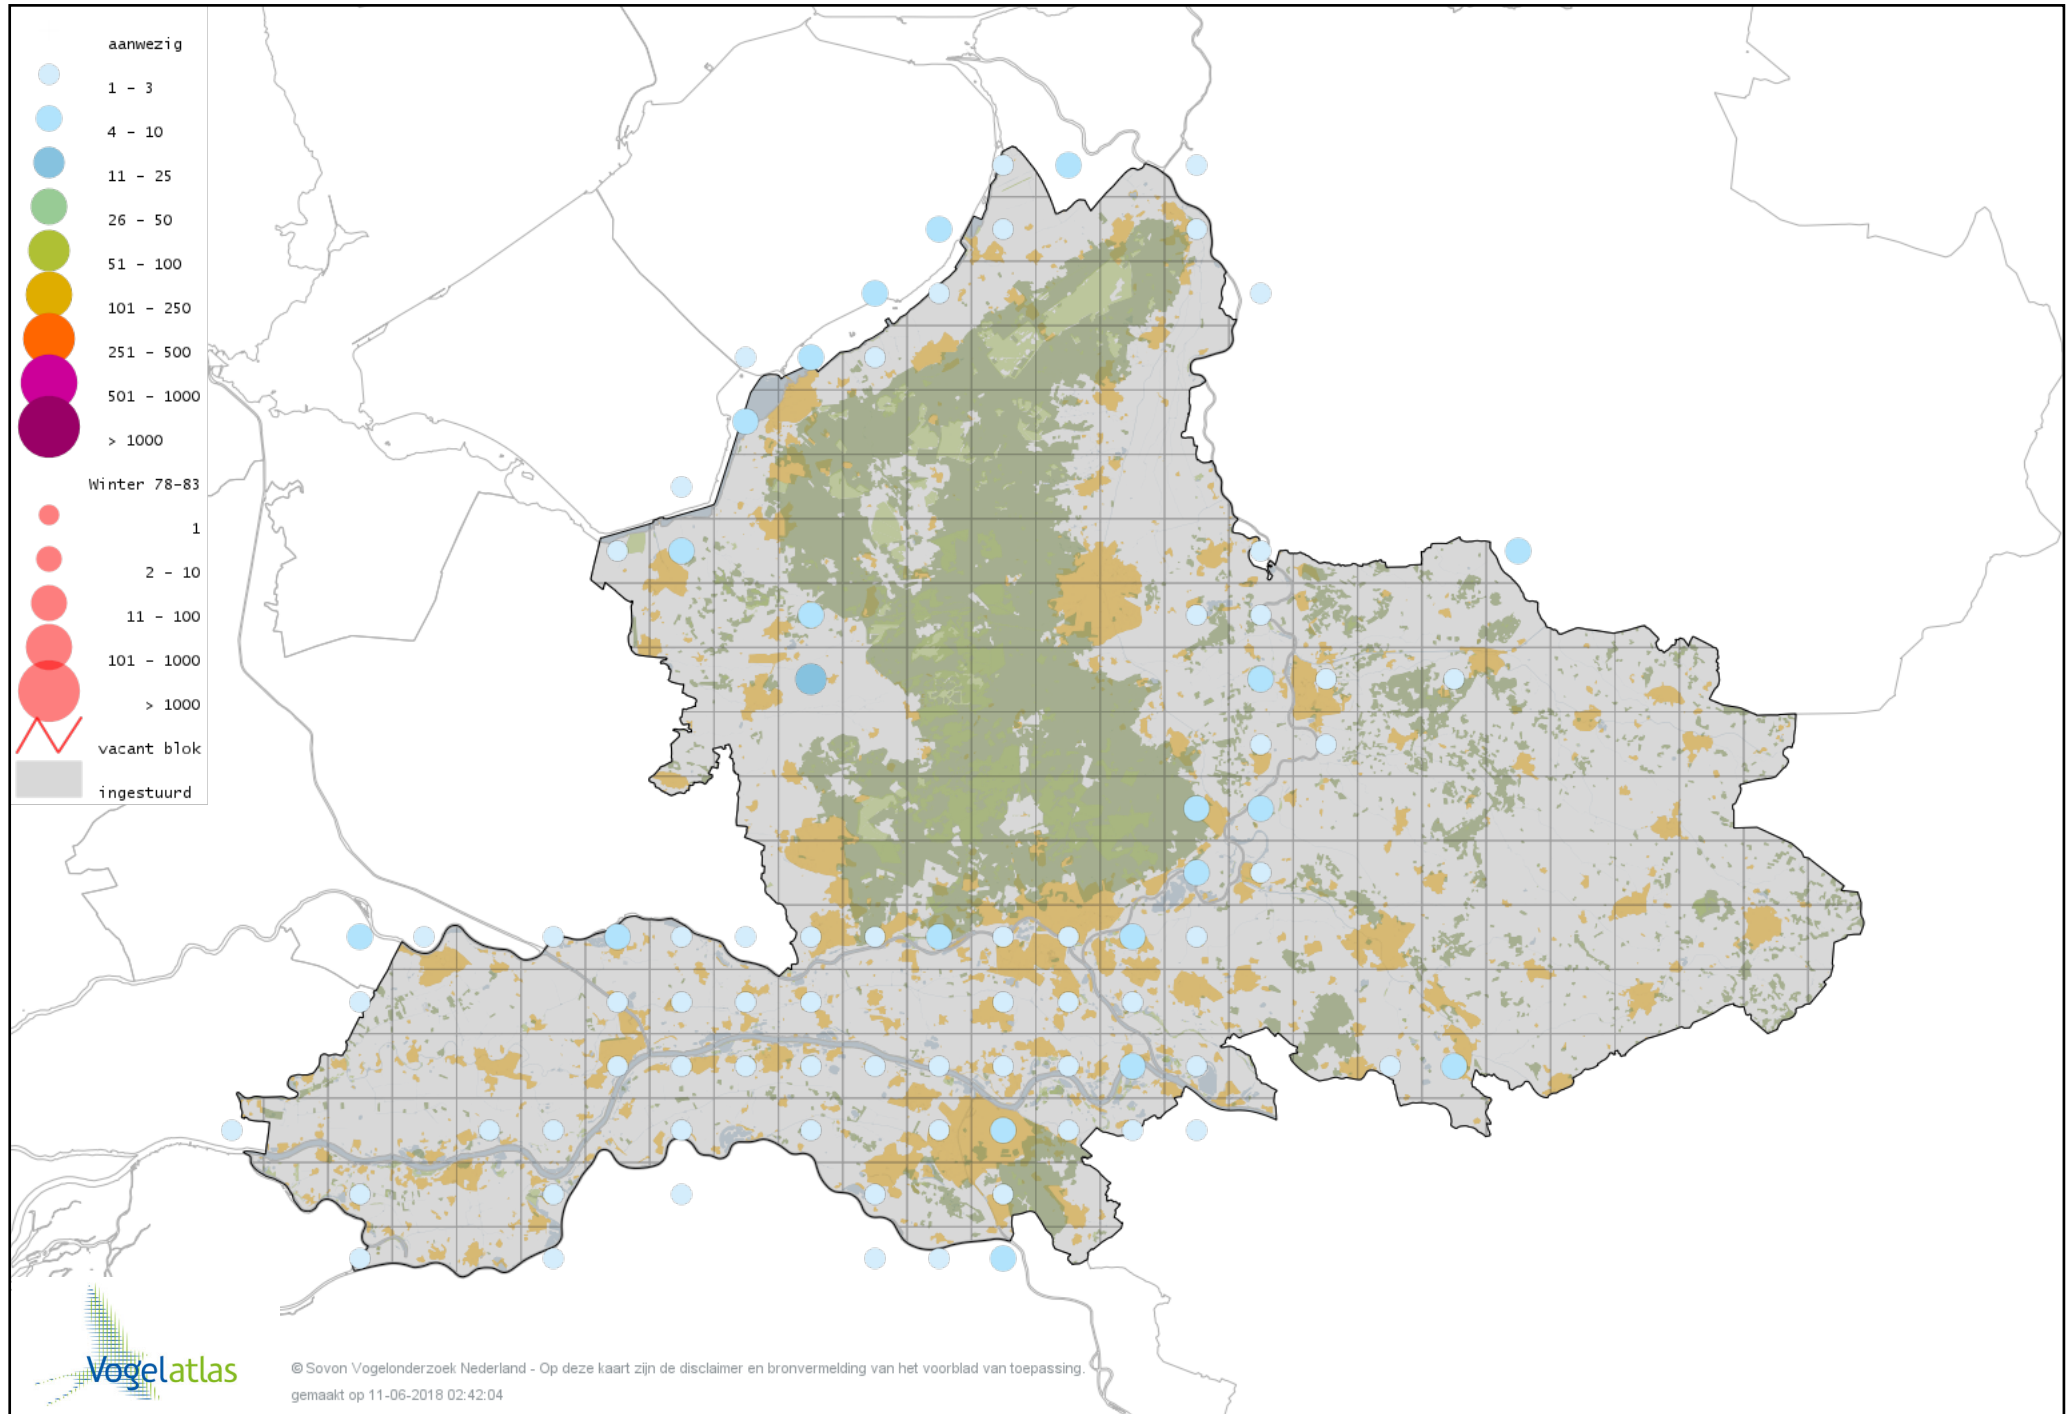 aanwezig
1 - 3
4 - 10
11 - 25
26 - 50
51 - 100
101 - 250
251 - 500
501 - 1000
> 1000
Winter 78-83
1
2 - 10
11 - 100
101 - 1000
> 1000
vacant blok
ingestuurd
Vogelatlas
© Sovon Vogelonderzoek Nederland - Op deze kaart zijn de disclaimer en bronvermelding van het voorblad van toepassing.
gemaakt op 11-06-2018 02:42:04